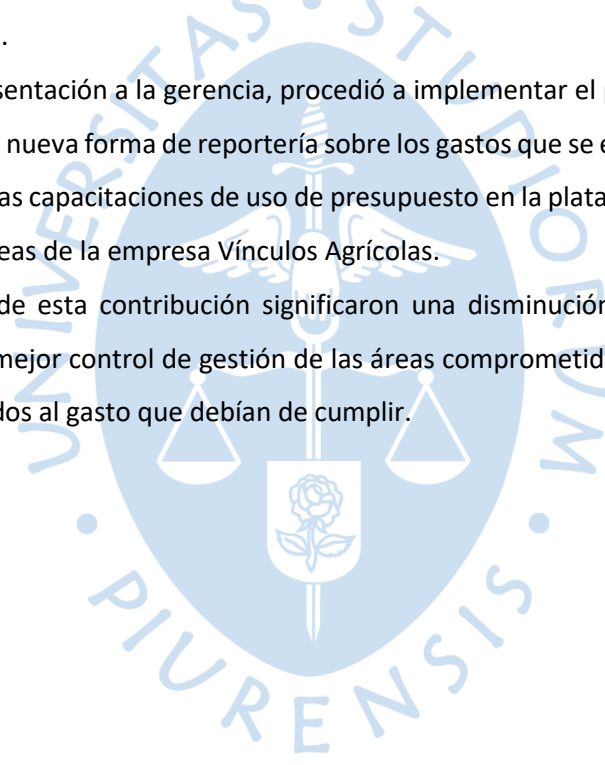 .
sentación a la gerencia, procedió a implementar el p
nueva forma de reportería sobre los gastos que se e
as capacitaciones de uso de presupuesto en la plata
eas de la empresa Vínculos Agrícolas.
de esta contribución significaron una disminución
mejor control de gestión de las áreas comprometid
dos al gasto que debían de cumplir.
UNIVERSITAS • STUDIORUM • PIURENSIS •